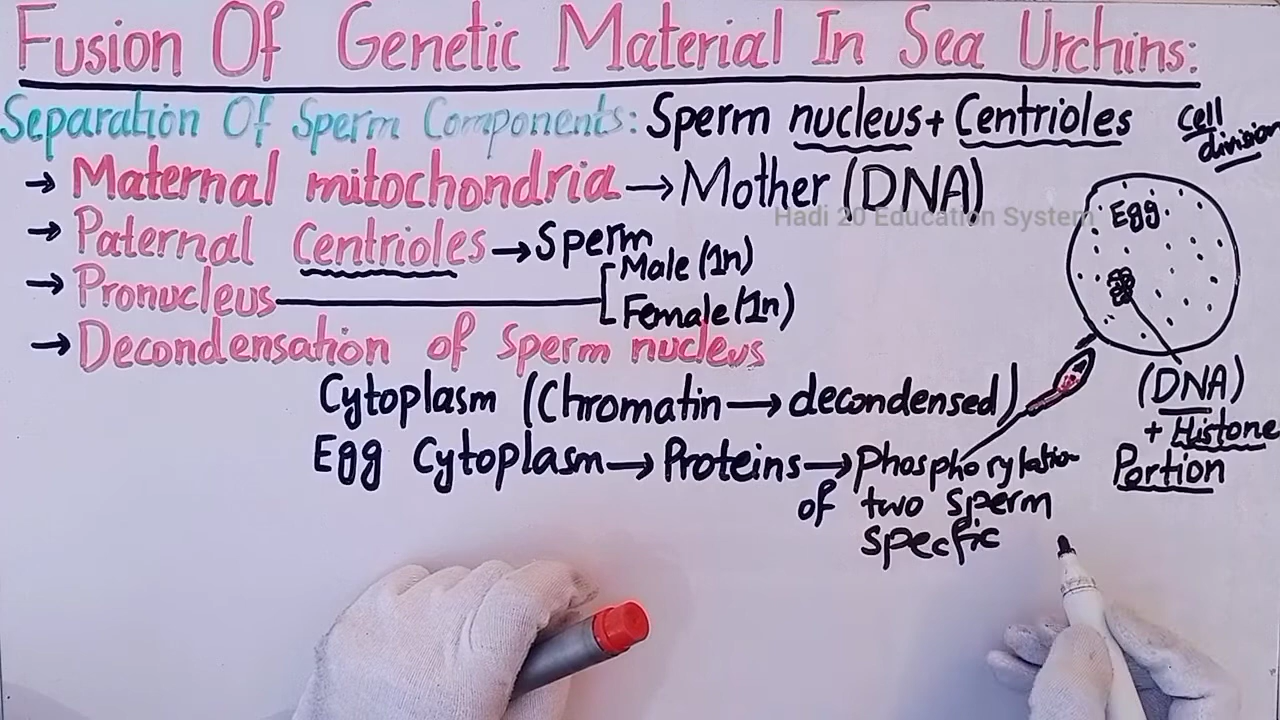 Fusion Of Genetic Material In Sea Urchins:
Separation Of Sperm Components: Sperm nucleus + Centrioles
Cell
division
→ Maternal mitochondria → Mother (DNA)
Hadi 20 Education System
Egg
→ Paternal Centrioles → Sperm
→ Pronucleus
Male (1n)
Female (1n)
→ Decondensation of Sperm nucleus
Cytoplasm (Chromatin → decondensed)
(DNA)
+ Histone
Portion
Egg Cytoplasm → Proteins → Phosphorylation
of two sperm
specfic